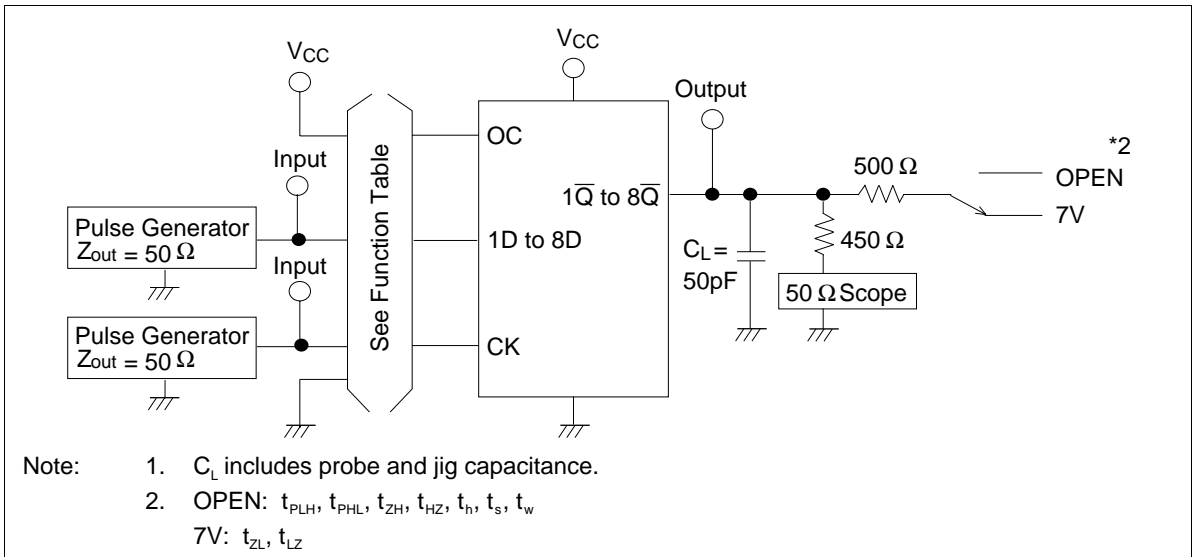 VCC
VCC
Output
OC
*2
Input
500 Ω
OPEN
See Function Table
1Q̅ to 8Q̅
7V
Pulse Generator
Zout = 50 Ω
1D to 8D
CL =
50pF
450 Ω
Input
50 Ω Scope
Pulse Generator
Zout = 50 Ω
CK
Note: 1. CL includes probe and jig capacitance.
2. OPEN: tPLH, tPHL, tZH, tHZ, th, ts, tw
7V: tZL, tLZ